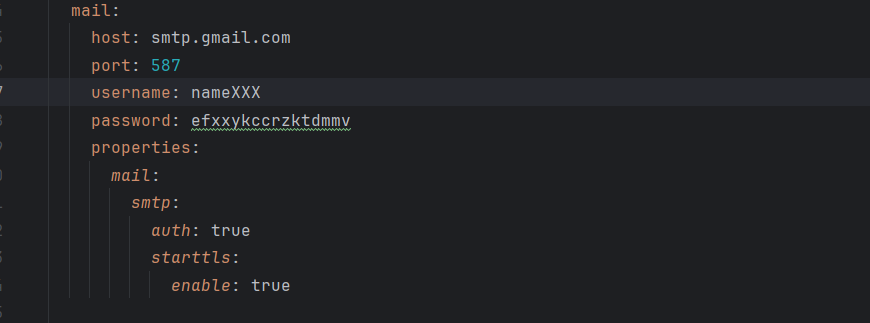 mail:
host: smtp.gmail.com
port: 587
username: nameXXX
password: efxxykccrzktdmmv
properties:
mail:
smtp:
auth: true
starttls:
enable: true